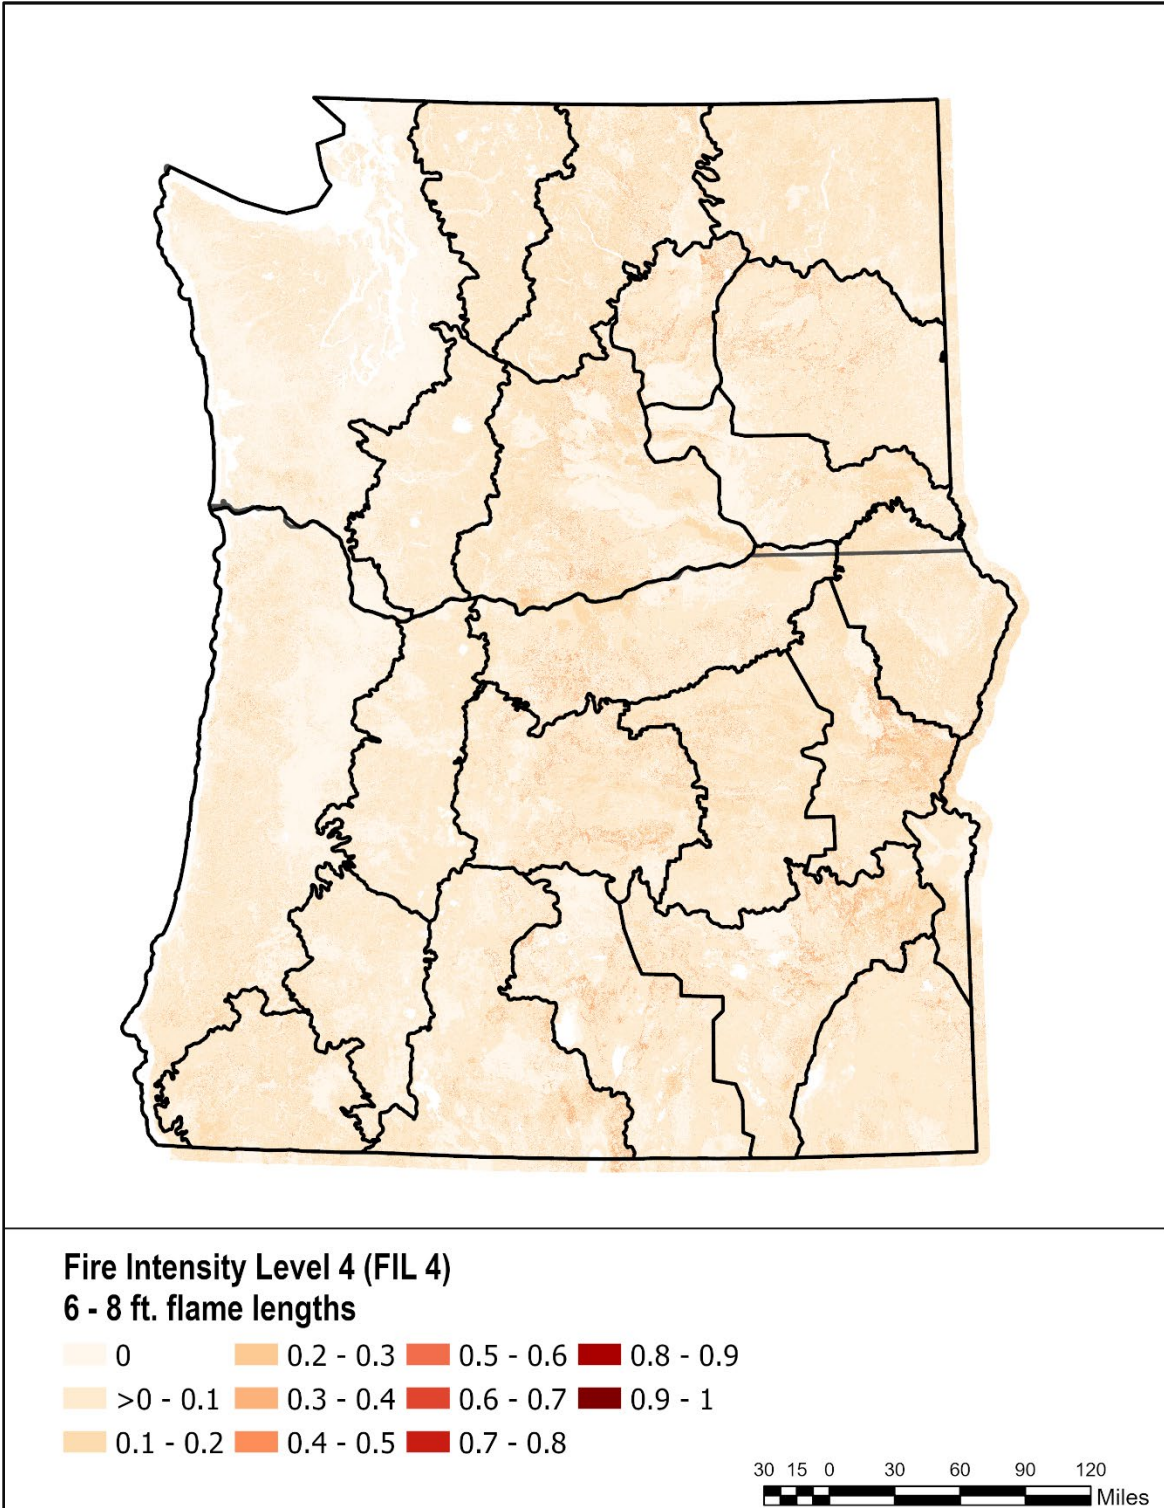 Fire Intensity Level 4 (FIL 4)
6 - 8 ft. flame lengths
0
>0 - 0.1
0.1 - 0.2
0.2 - 0.3
0.3 - 0.4
0.4 - 0.5
0.5 - 0.6
0.6 - 0.7
0.7 - 0.8
0.8 - 0.9
0.9 - 1
30 15 0 30 60 90 120
Miles